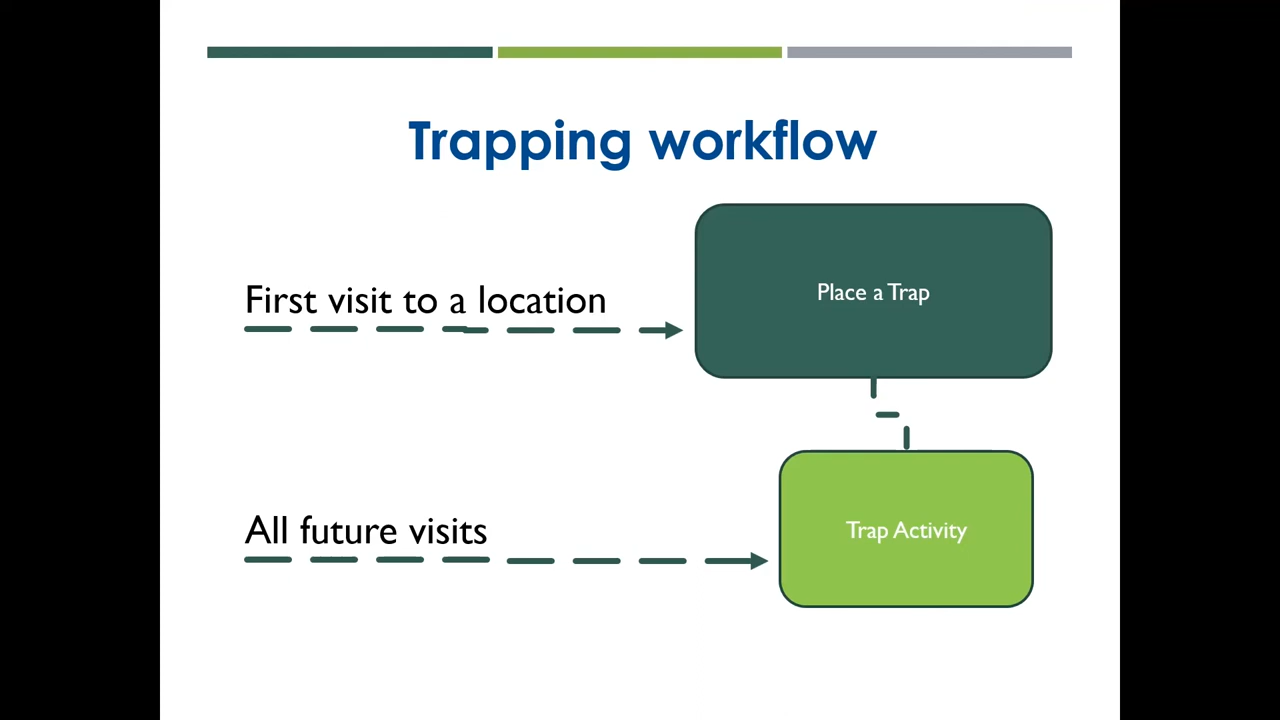 Trapping workflow
First visit to a location
Place a Trap
All future visits
Trap Activity